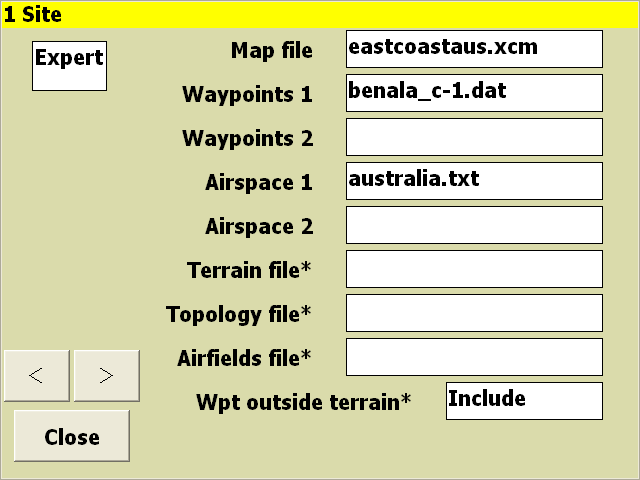 1 Site
Expert
Map file eastcoastaus.xcm
Waypoints 1 benala_c-1.dat
Waypoints 2
Airspace 1 australia.txt
Airspace 2
Terrain file*
Topology file*
Airfields file*
< >
Wpt outside terrain* Include
Close